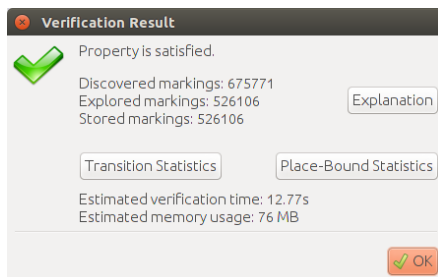 Verification Result
Property is satisfied.
Discovered markings: 675771
Explored markings: 526106
Explanation
Stored markings: 526106
Transition Statistics
Place-Bound Statistics
Estimated verification time: 12.77s
Estimated memory usage: 76 MB
OK